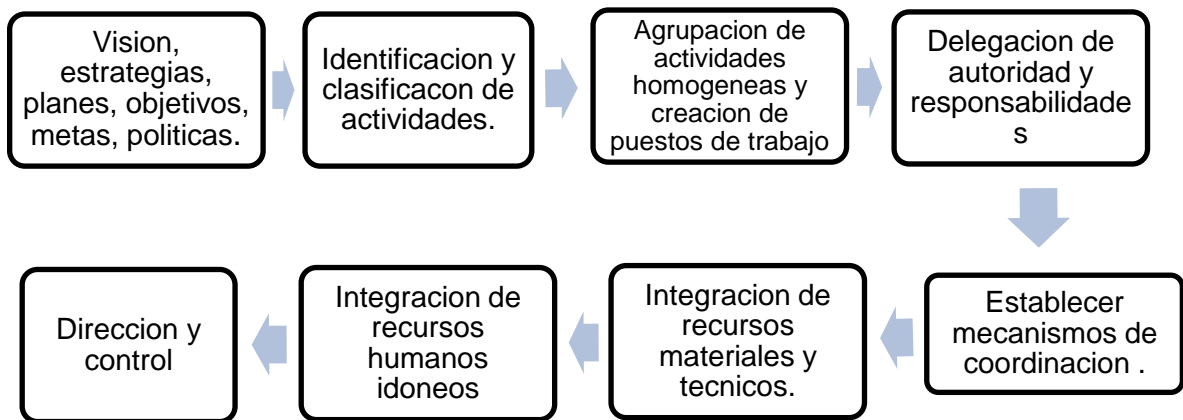 Vision,
estrategias,
planes, objetivos,
metas, politicas.
Identificacion y
clasificacon de
actividades.
Agrupacion de
actividades
homogeneas y
creacion de
puestos de trabajo
Delegacion de
autoridad y
responsabilidade
s
Establecer
mecanismos de
coordinacion .
Integracion de
recursos
materiales y
tecnicos.
Integracion de
recursos
humanos
idoneos
Direccion y
control